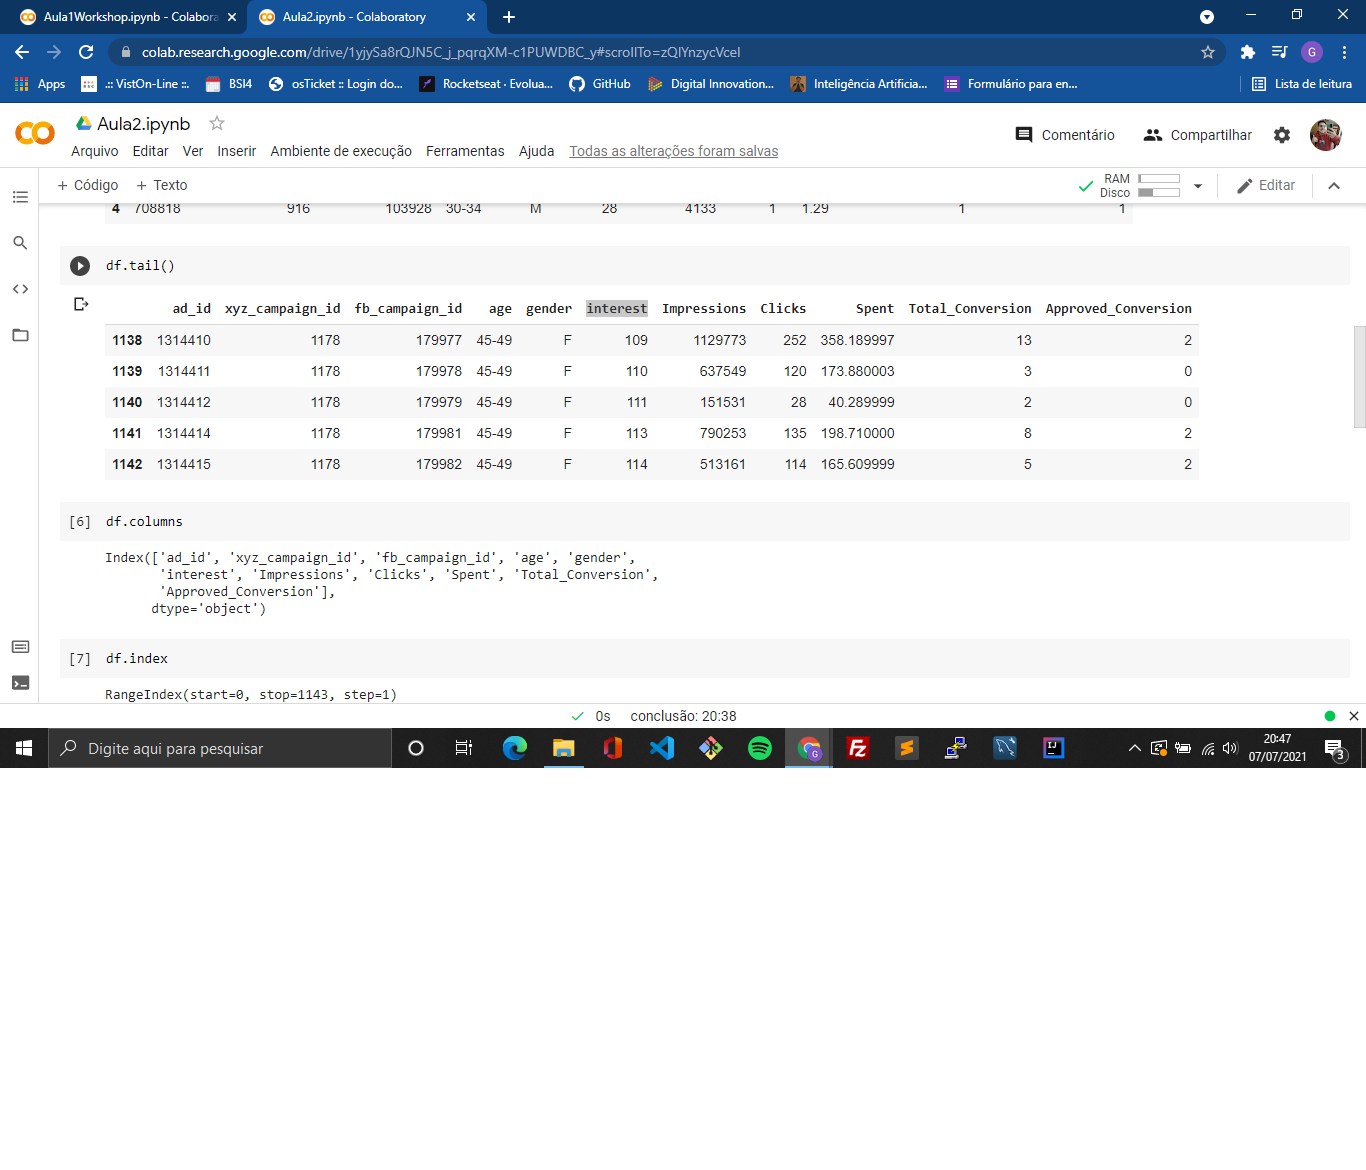 Aula1Workshop.ipynb - Colabora
Aula2.ipynb - Colaboratory
colab.research.google.com/drive/1yjySa8rQJN5C_j_pqrqXM-c1PUWDBC_y#scrollTo=zQlYnzycVcel
G
Apps
.:: VistOn-Line ::.
BSI4
osTicket :: Login do...
Rocketseat · Evolua...
GitHub
Digital Innovation...
Inteligência Artificia...
Formulário para en...
Lista de leitura
Aula2.ipynb
Comentário
Compartilhar
Arquivo Editar Ver Inserir Ambiente de execução Ferramentas Ajuda Todas as alterações foram salvas
+ Código + Texto
RAM
Disco
Editar
4 708818 916 103928 30-34 M 28 4133 1 1.29 1 1
df.tail()
ad_id xyz_campaign_id fb_campaign_id age gender interest Impressions Clicks Spent Total_Conversion Approved_Conversion
1138 1314410 1178 179977 45-49 F 109 1129773 252 358.189997 13 2
1139 1314411 1178 179978 45-49 F 110 637549 120 173.880003 3 0
1140 1314412 1178 179979 45-49 F 111 151531 28 40.289999 2 0
1141 1314414 1178 179981 45-49 F 113 790253 135 198.710000 8 2
1142 1314415 1178 179982 45-49 F 114 513161 114 165.609999 5 2
[6] df.columns
Index(['ad_id', 'xyz_campaign_id', 'fb_campaign_id', 'age', 'gender',
'interest', 'Impressions', 'Clicks', 'Spent', 'Total_Conversion',
'Approved_Conversion'],
dtype='object')
[7] df.index
RangeIndex(start=0, stop=1143, step=1)
0s conclusão: 20:38
Digite aqui para pesquisar
20:47
07/07/2021
3